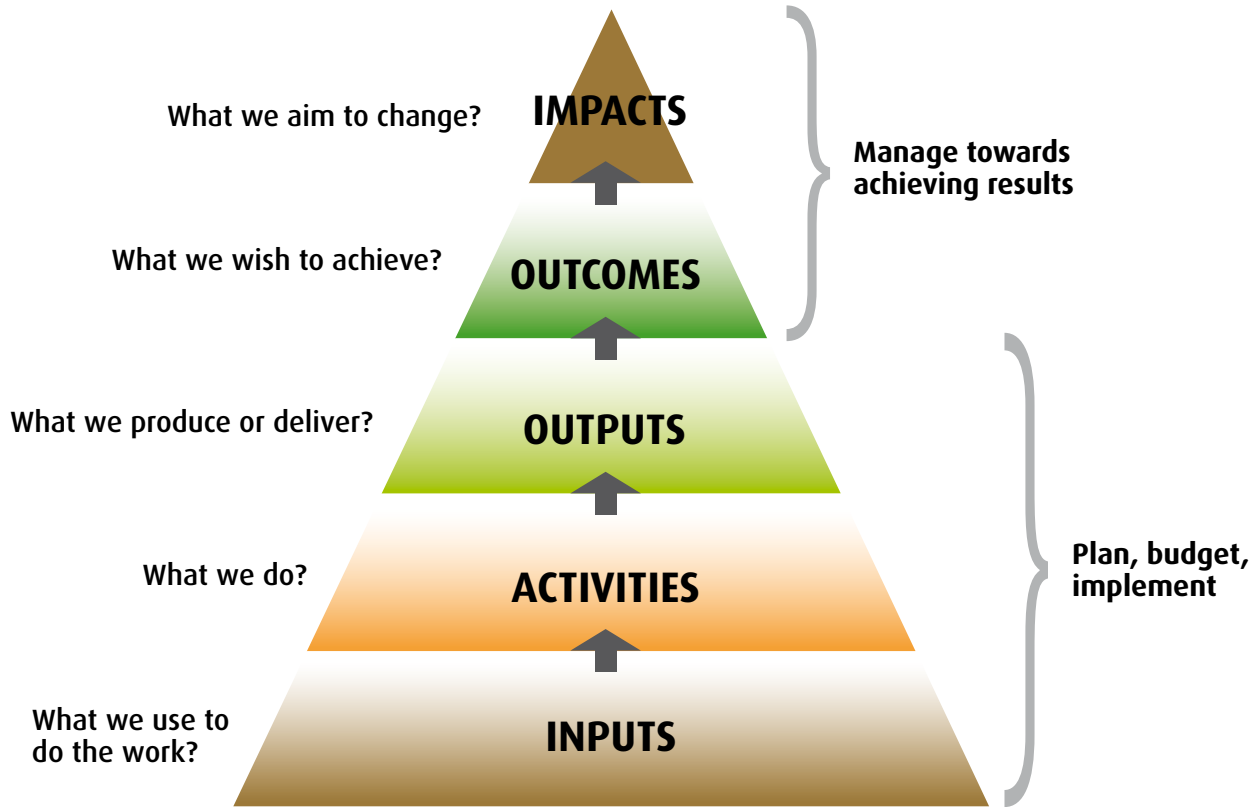 What we aim to change?
IMPACTS
Manage towards
achieving results
What we wish to achieve?
OUTCOMES
What we produce or deliver?
OUTPUTS
What we do?
ACTIVITIES
Plan, budget,
implement
What we use to
do the work?
INPUTS